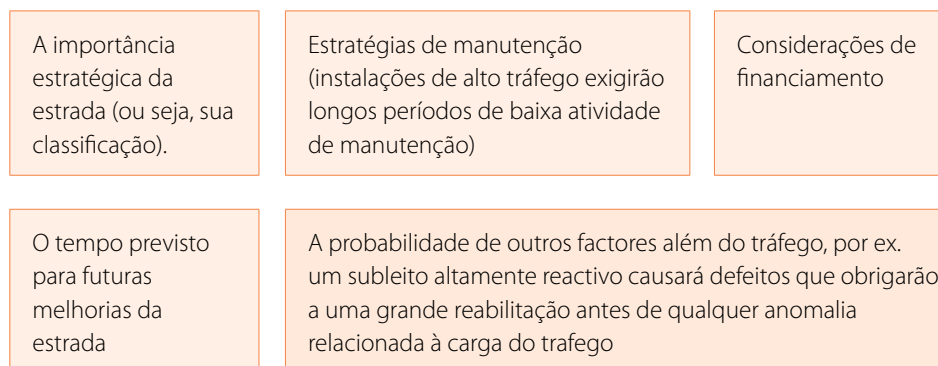 A importância
estratégica da
estrada (ou seja, sua
classificação).
Estratégias de manutenção
(instalações de alto tráfego exigirão
longos períodos de baixa atividade
de manutenção)
Considerações de
financiamento
O tempo previsto
para futuras
melhorias da
estrada
A probabilidade de outros factores além do tráfego, por ex.
um subleito altamente reactivo causará defeitos que obrigarão
a uma grande reabilitação antes de qualquer anomalia
relacionada à carga do trafego